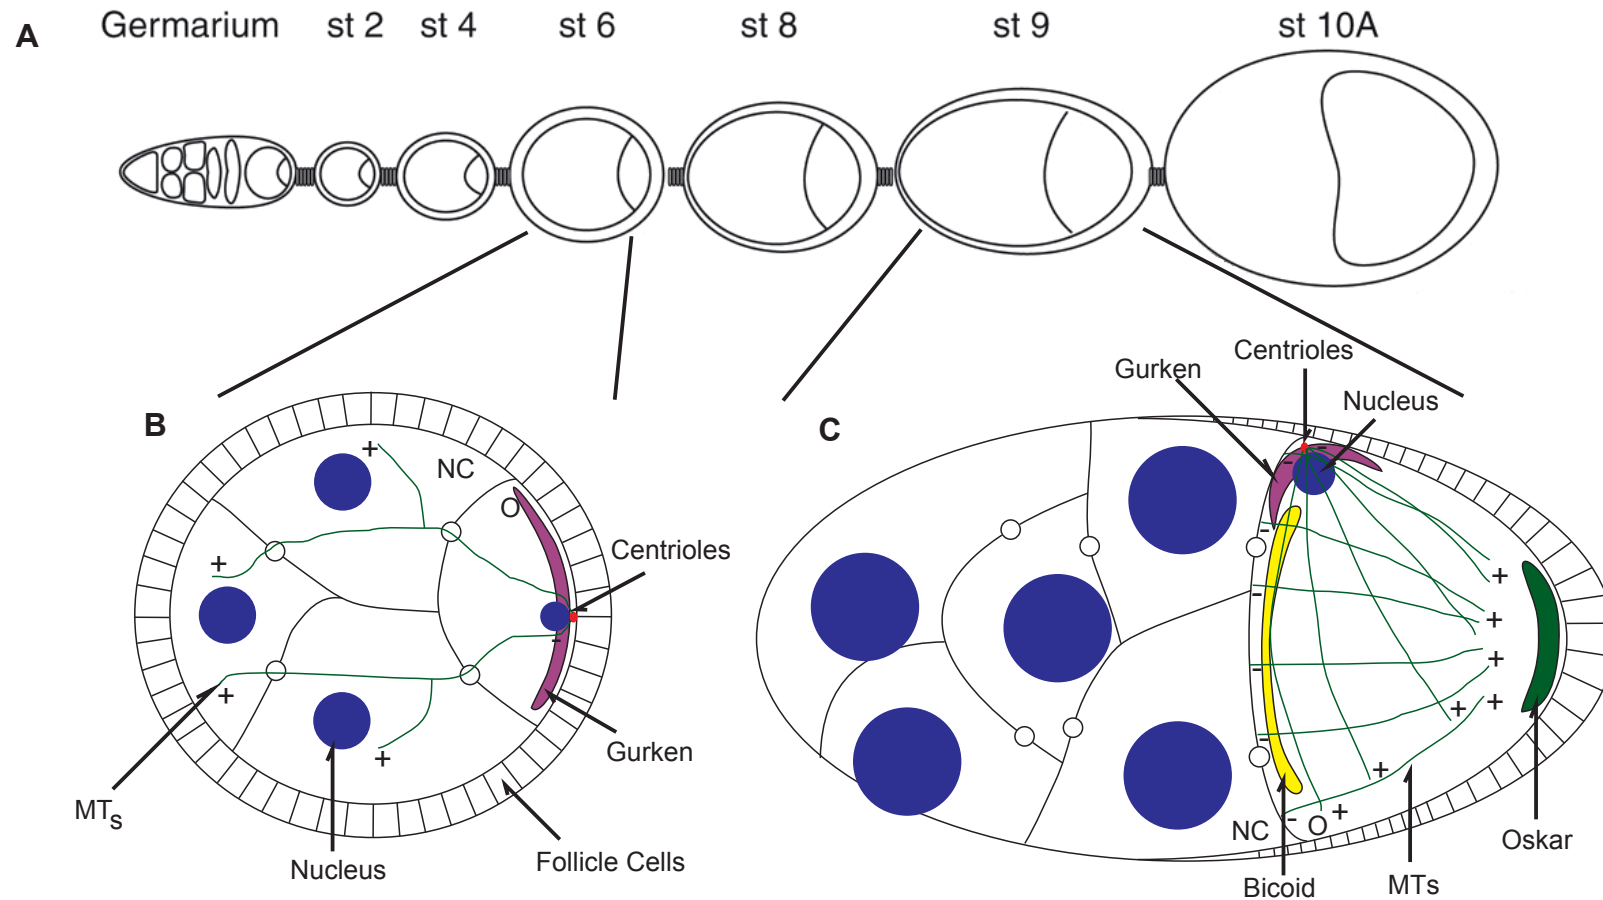 A
Germarium st 2 st 4 st 6 st 8 st 9 st 10A
B
+
NC
O
+
Centrioles
-
-
+
+
Gurken
MTs
Nucleus
Follicle Cells
C
Gurken
Centrioles
Nucleus
-
-
-
+
-
+
-
+
+
+
-
+
-
O
+
NC
Bicoid
MTs
Oskar